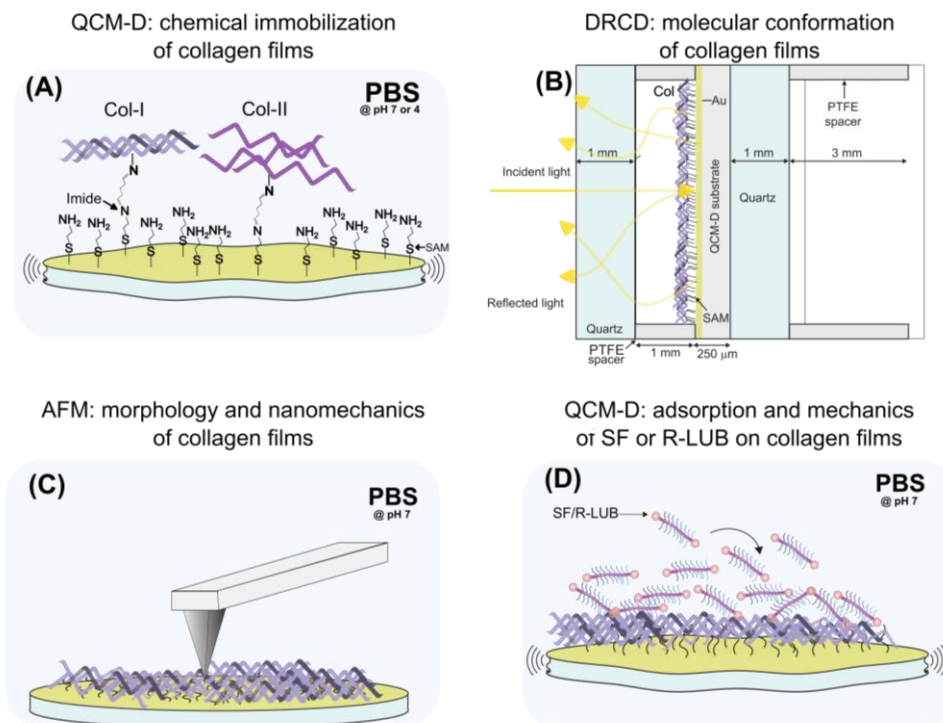 QCM-D: chemical immobilization
of collagen films
(A)
PBS
@ pH 7 or 4
Col-I
Col-II
N
N
Imide
N
N
NH2
NH2
NH2
NH2
NH2
NH2
NH2
NH2
NH2
NH2
S
S
S
S
S
S
S
S
S
S
S
S
SAM
DRCD: molecular conformation
of collagen films
(B)
Col
Au
PTFE
spacer
1 mm
1 mm
3 mm
Incident light
QCM-D substrate
Quartz
Reflected light
SAM
Quartz
PTFE
spacer
1 mm
250 μm
AFM: morphology and nanomechanics
of collagen films
(C)
PBS
@ pH 7
QCM-D: adsorption and mechanics
of SF or R-LUB on collagen films
(D)
PBS
@ pH 7
SF/R-LUB